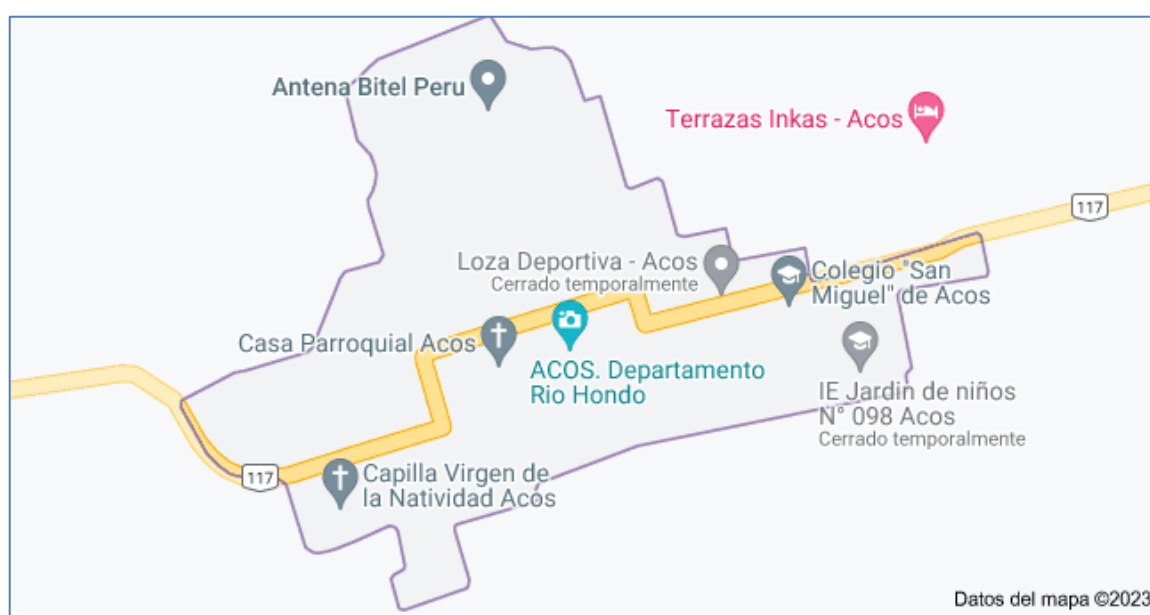 Antena Bitel Peru
Terrazas Inkas - Acos
117
Loza Deportiva - Acos
Cerrado temporalmente
Colegio "San
Miguel" de Acos
Casa Parroquial Acos
ACOS. Departamento
Rio Hondo
IE Jardin de niños
N° 098 Acos
Cerrado temporalmente
117
Capilla Virgen de
la Natividad Acos
Datos del mapa ©2023